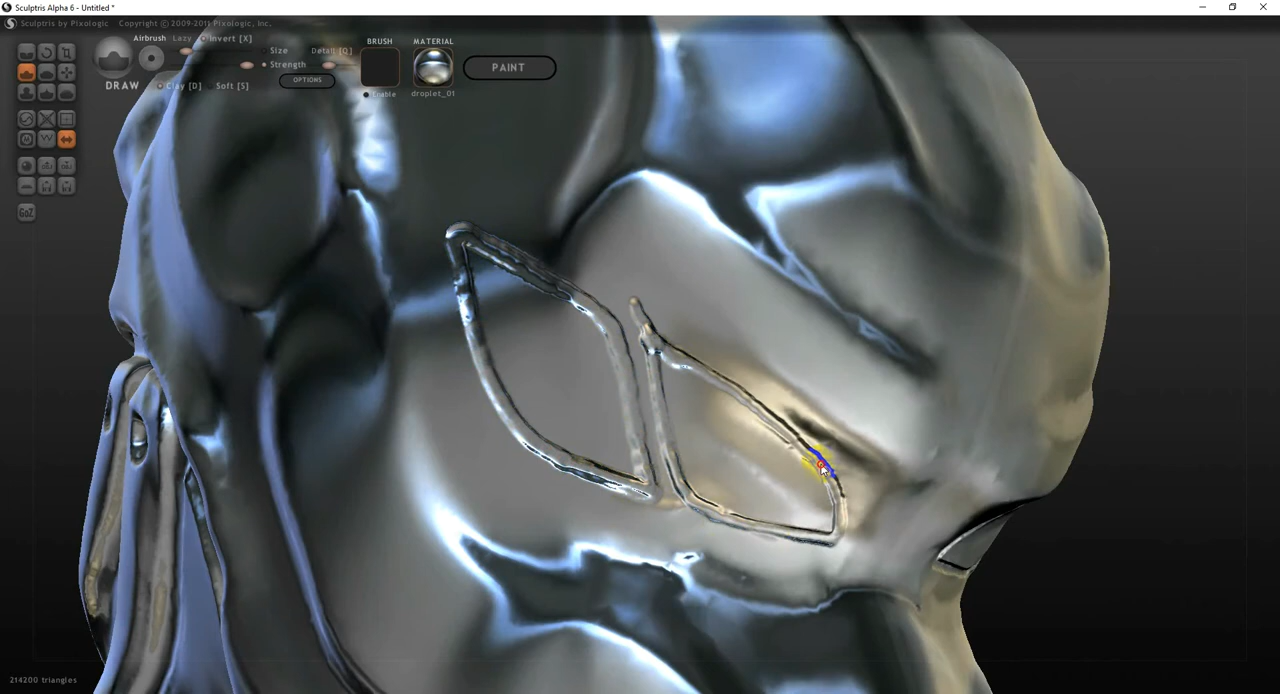 Sculptris Alpha 6 - Untitled *
Sculptris by Pixologic Copyright © 2009-2011 Pixologic, Inc.
Airbrush Lazy Invert [X]
Size Detail [Q]
Strength
DRAW Clay [D] Soft [S]
OPTIONS
BRUSH
Enable
MATERIAL
droplet_01
PAINT
GoZ
214200 triangles